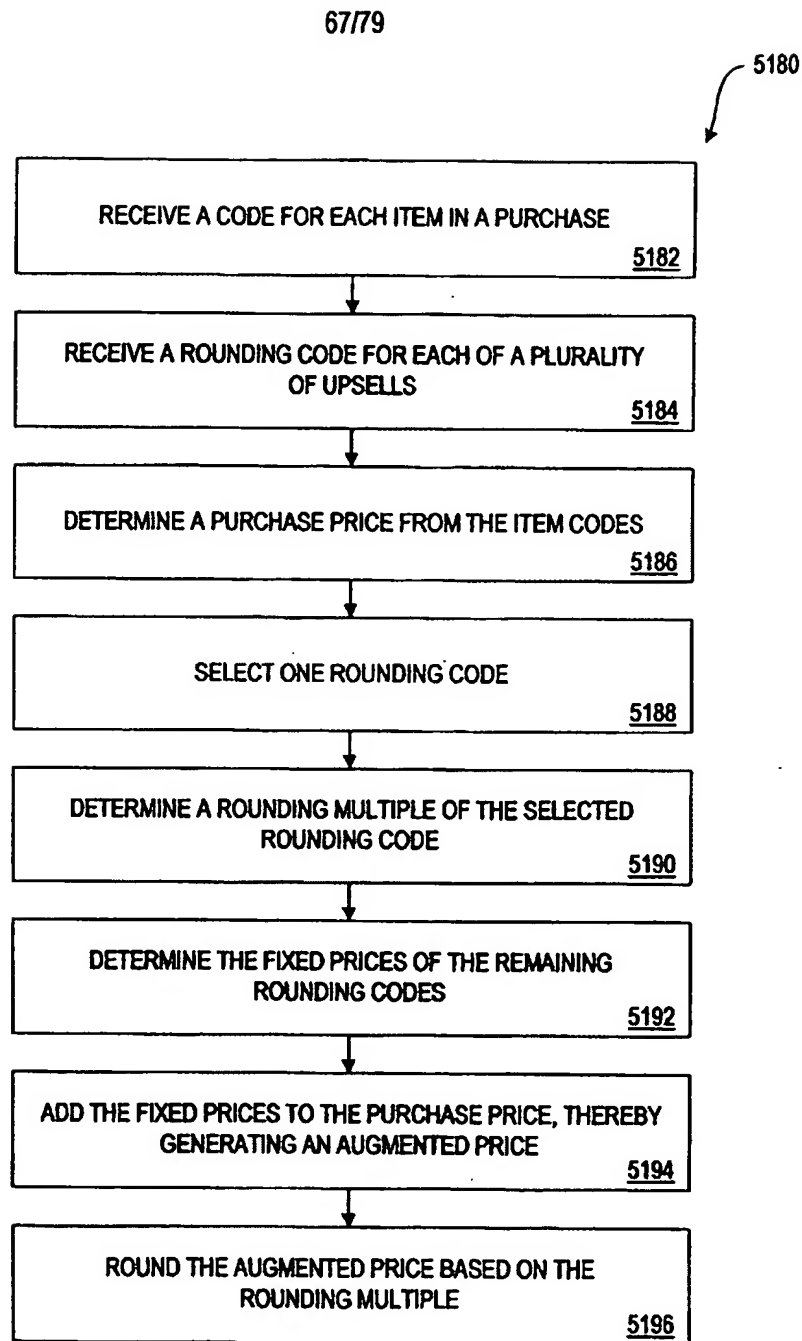 67/79
5180
RECEIVE A CODE FOR EACH ITEM IN A PURCHASE
5182
RECEIVE A ROUNDING CODE FOR EACH OF A PLURALITY
OF UPSELLS
5184
DETERMINE A PURCHASE PRICE FROM THE ITEM CODES
5186
SELECT ONE ROUNDING CODE
5188
DETERMINE A ROUNDING MULTIPLE OF THE SELECTED
ROUNDING CODE
5190
DETERMINE THE FIXED PRICES OF THE REMAINING
ROUNDING CODES
5192
ADD THE FIXED PRICES TO THE PURCHASE PRICE, THEREBY
GENERATING AN AUGMENTED PRICE
5194
ROUND THE AUGMENTED PRICE BASED ON THE
ROUNDING MULTIPLE
5196